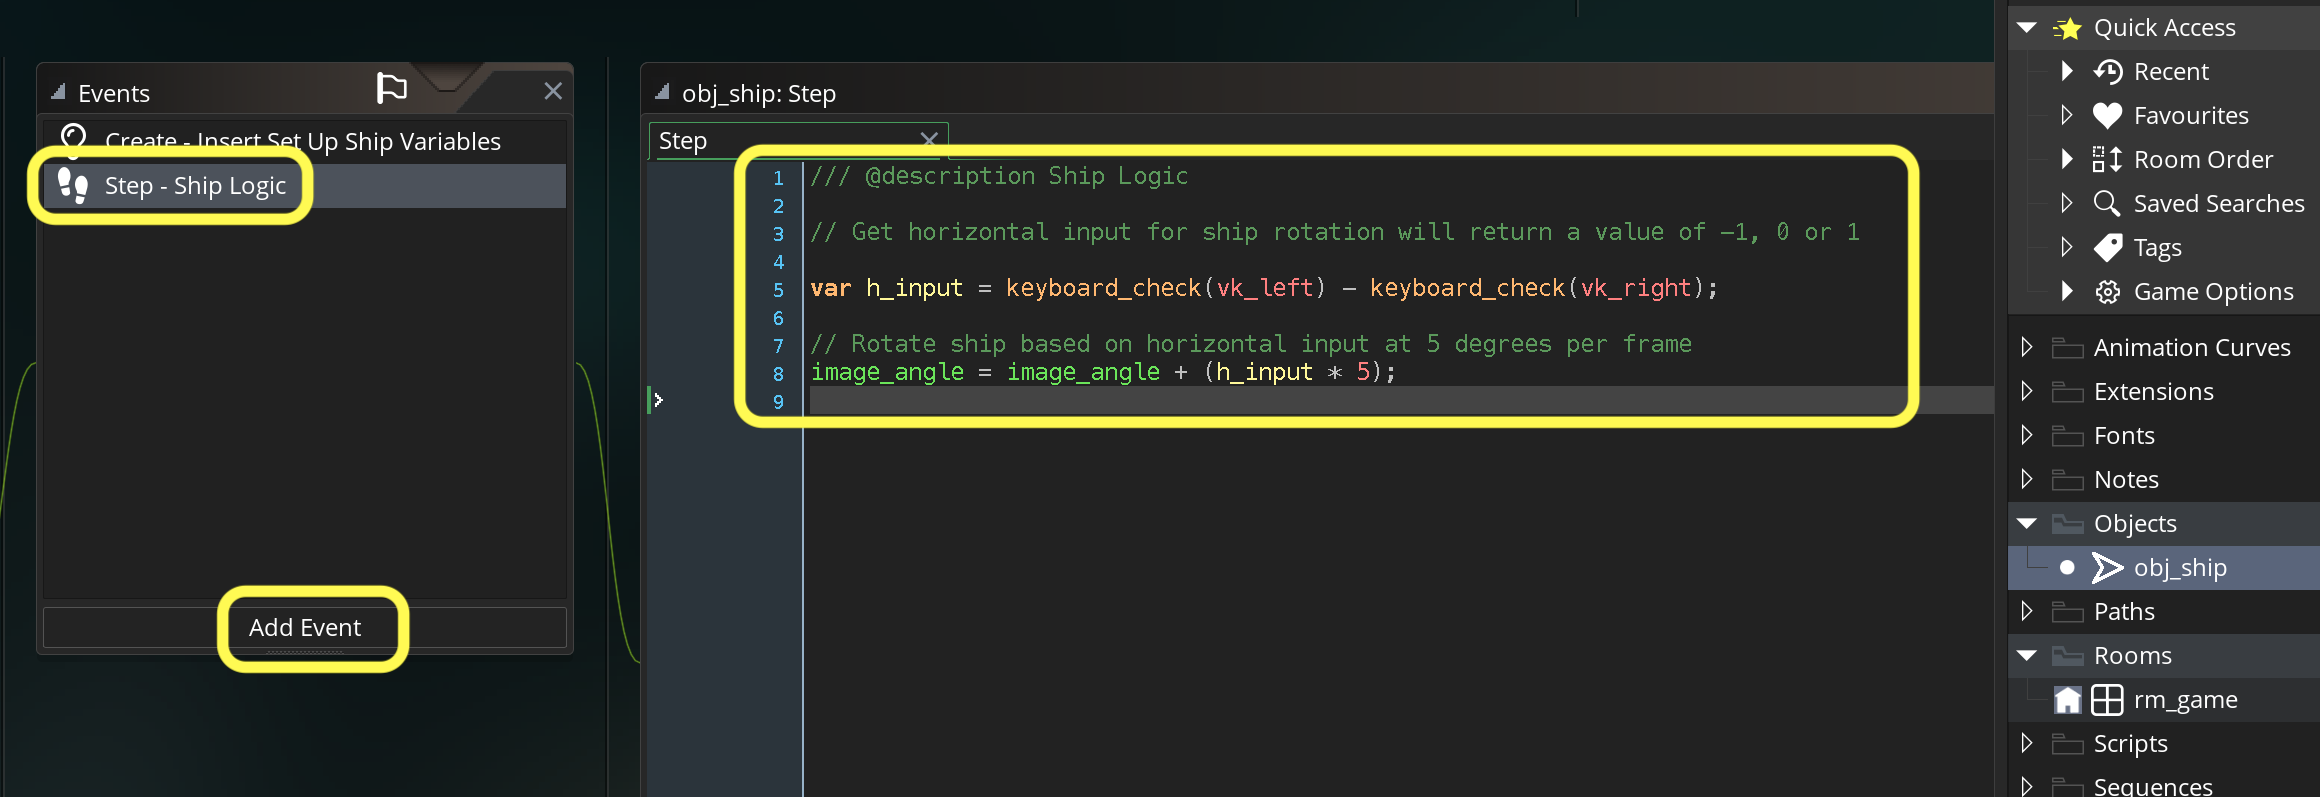 Events
Create - Insert Set Up Ship Variables
Step - Ship Logic
Add Event
obj_ship: Step
Step
1 /// @description Ship Logic
2
3 // Get horizontal input for ship rotation will return a value of -1, 0 or 1
4
5 var h_input = keyboard_check(vk_left) - keyboard_check(vk_right);
6
7 // Rotate ship based on horizontal input at 5 degrees per frame
8 image_angle = image_angle + (h_input * 5);
9
Quick Access
Recent
Favourites
Room Order
Saved Searches
Tags
Game Options
Animation Curves
Extensions
Fonts
Notes
Objects
obj_ship
Paths
Rooms
rm_game
Scripts
Sequences